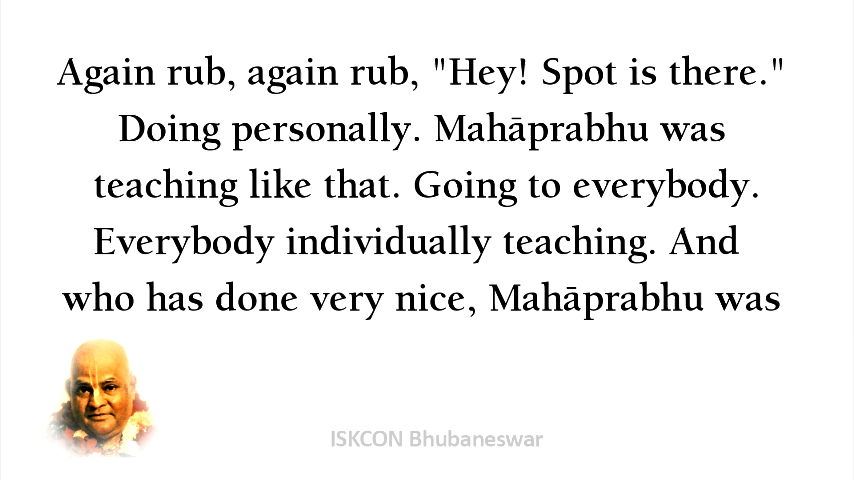 Again rub, again rub, "Hey! Spot is there."
Doing personally. Mahāprabhu was
teaching like that. Going to everybody.
Everybody individually teaching. And
who has done very nice, Mahāprabhu was
ISKCON Bhubaneswar